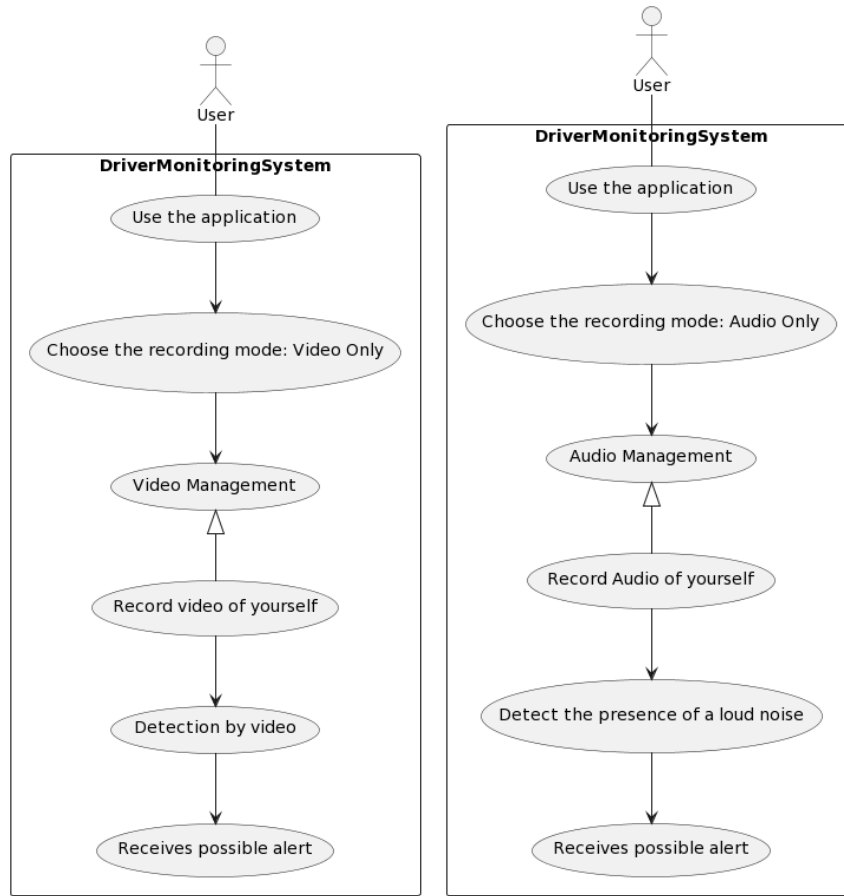 User
DriverMonitoringSystem
Use the application
Choose the recording mode: Video Only
Video Management
Record video of yourself
Detection by video
Receives possible alert
User
DriverMonitoringSystem
Use the application
Choose the recording mode: Audio Only
Audio Management
Record Audio of yourself
Detect the presence of a loud noise
Receives possible alert